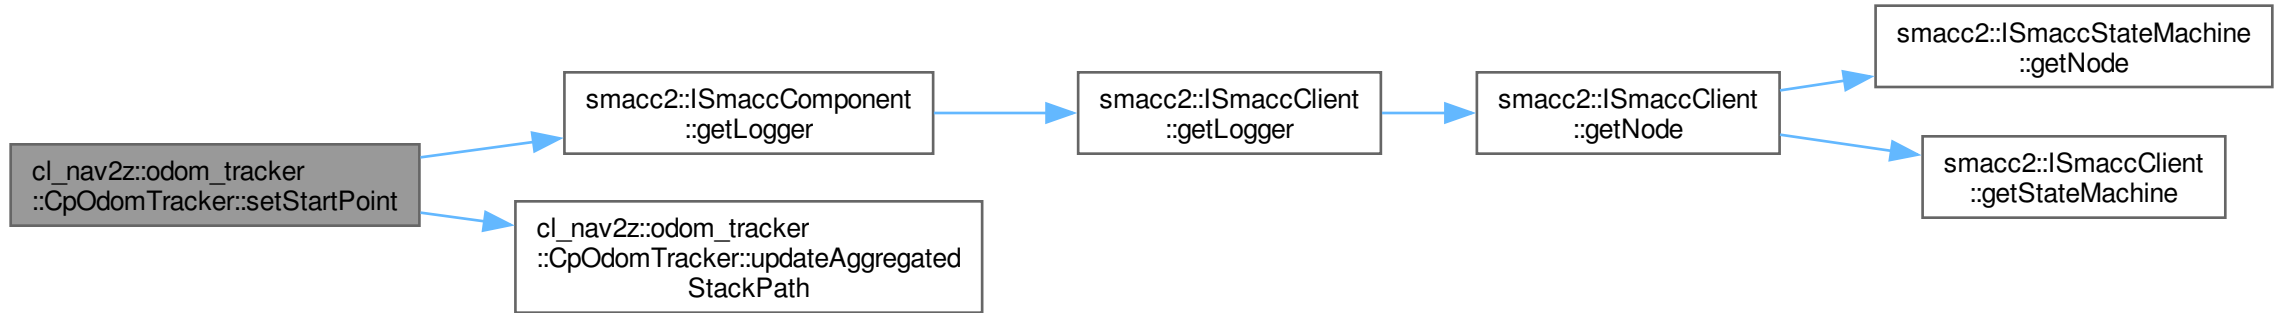 cl_nav2z::odom_tracker
::CpOdomTracker::setStartPoint
smacc2::ISmaccComponent
::getLogger
cl_nav2z::odom_tracker
::CpOdomTracker::updateAggregated
StackPath
smacc2::ISmaccClient
::getLogger
smacc2::ISmaccClient
::getNode
smacc2::ISmaccStateMachine
::getNode
smacc2::ISmaccClient
::getStateMachine